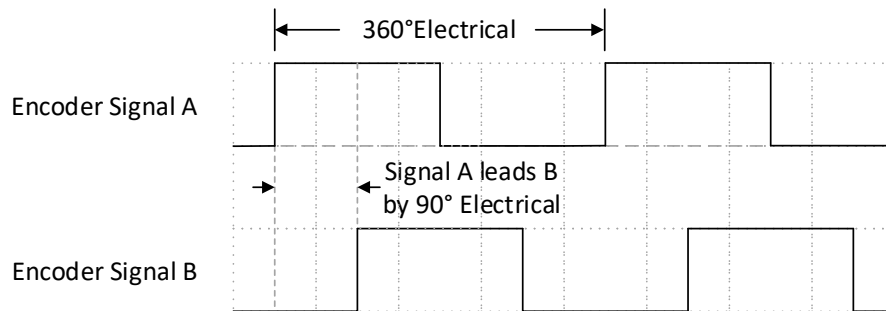 360°Electrical
Encoder Signal A
Signal A leads B
by 90° Electrical
Encoder Signal B